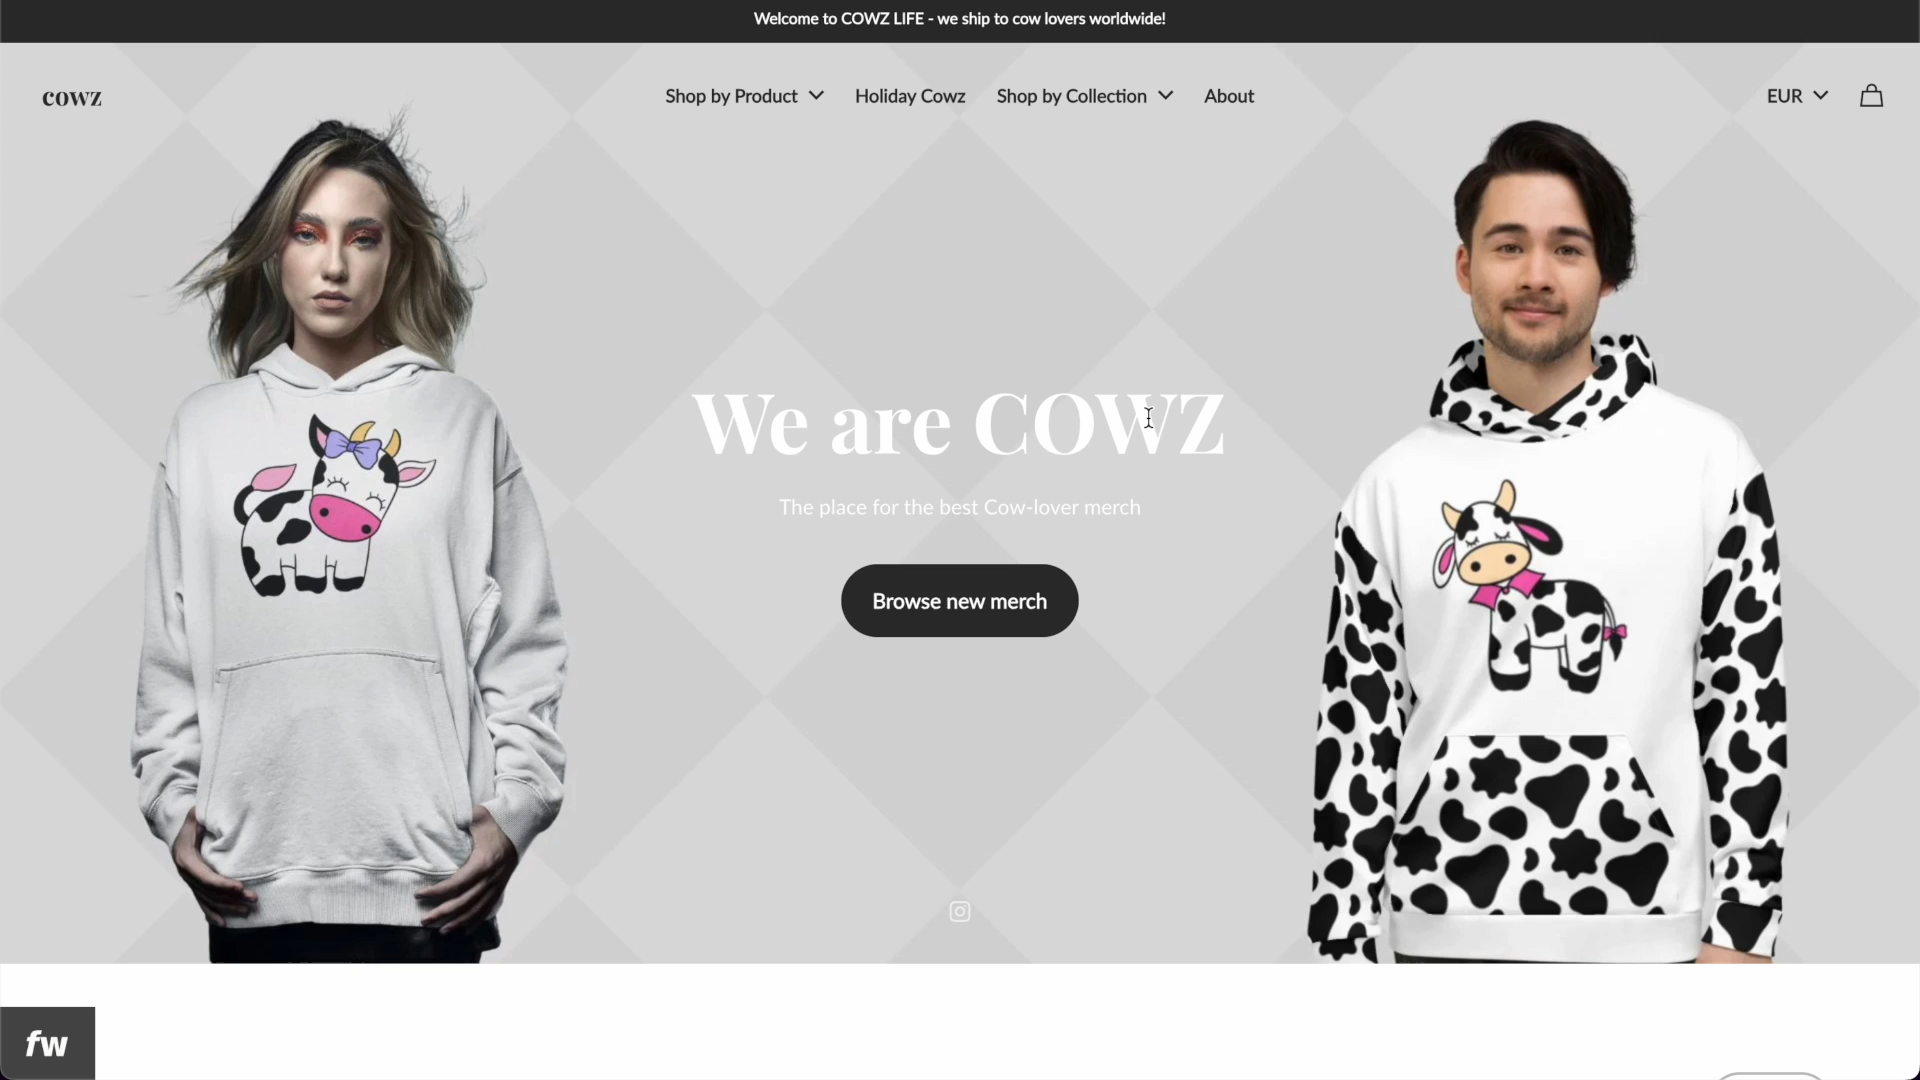 Welcome to COWZ LIFE - we ship to cow lovers worldwide!
COWZ
Shop by Product
Holiday Cowz
Shop by Collection
About
EUR
We are COWZ
The place for the best Cow-lover merch
Browse new merch
fw